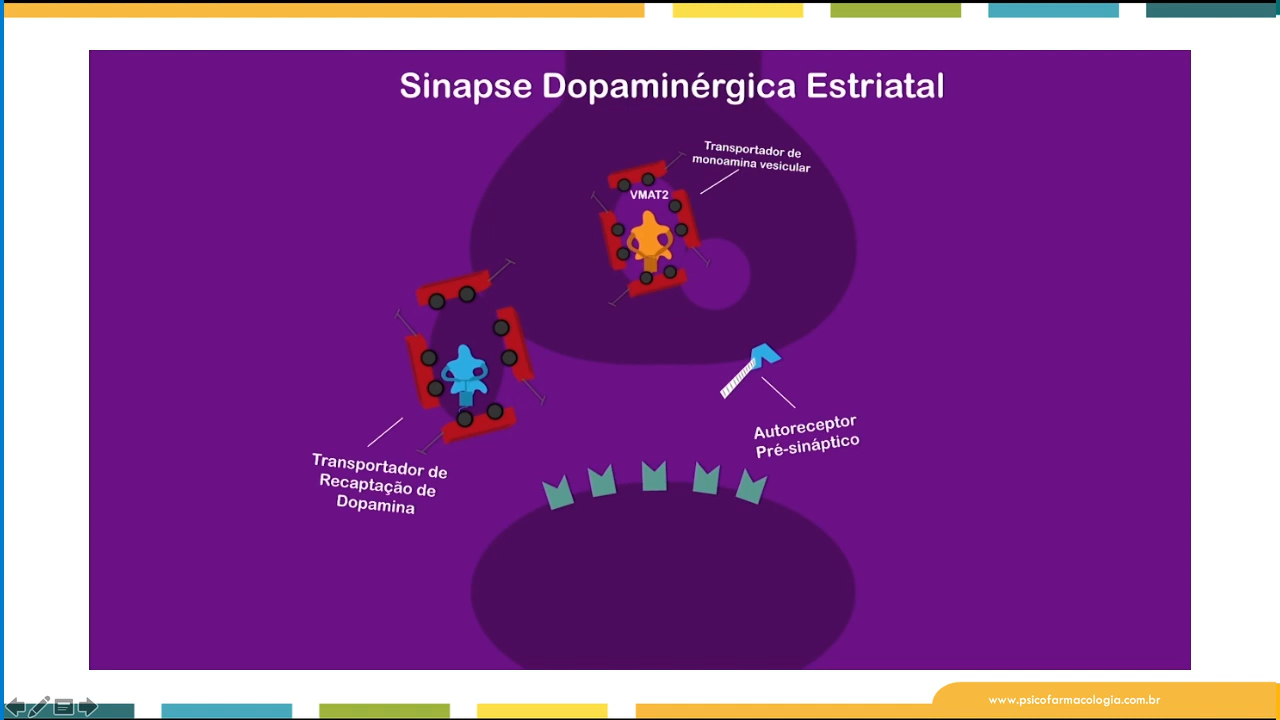 Sinapse Dopaminérgica Estriatal
Transportador de
monoamina vesicular
VMAT2
Autoreceptor
Pré-sináptico
Transportador de
Recaptação de
Dopamina
www.psicofarmacologia.com.br